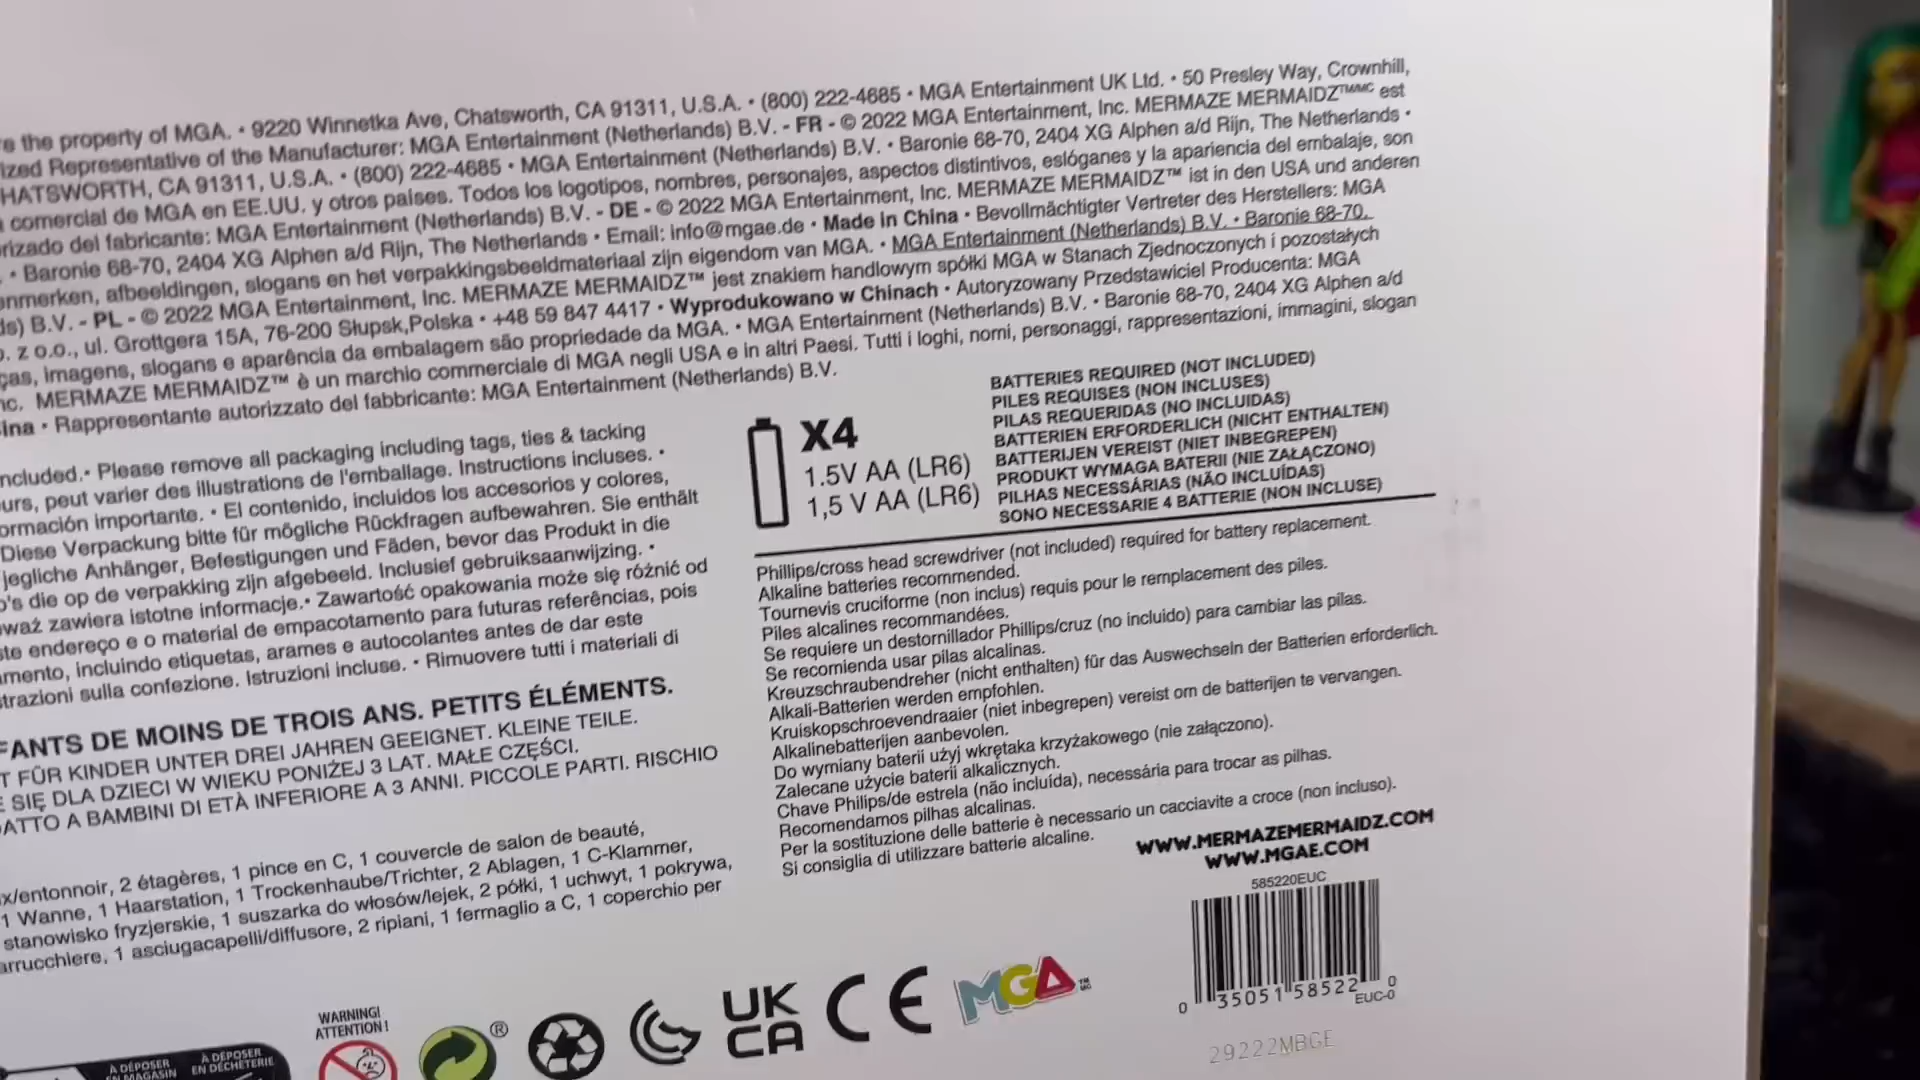 re the property of MGA. • 9220 Winnetka Ave, Chatsworth, CA 91311, U.S.A. • (800) 222-4685 • MGA Entertainment UK Ltd. • 50 Presley Way, Crownhill,
ized Representative of the Manufacturer: MGA Entertainment (Netherlands) B.V. - FR - © 2022 MGA Entertainment, Inc. MERMAZE MERMAIDZ™/MC est
HATSWORTH, CA 91311, U.S.A. • (800) 222-4685 • MGA Entertainment (Netherlands) B.V. • Baronie 68-70, 2404 XG Alphen a/d Rijn, The Netherlands •
a comercial de MGA en EE.UU. y otros países. Todos los logotipos, nombres, personajes, aspectos distintivos, eslóganes y la apariencia del embalaje, son
rizado del fabricante: MGA Entertainment (Netherlands) B.V. - DE - © 2022 MGA Entertainment, Inc. MERMAZE MERMAIDZ™ ist in den USA und anderen
• Baronie 68-70, 2404 XG Alphen a/d Rijn, The Netherlands • Email: info@mgae.de • Made in China • Bevollmächtigter Vertreter des Herstellers: MGA
enmerken, afbeeldingen, slogans en het verpakkingsbeeldmateriaal zijn eigendom van MGA. • MGA Entertainment (Netherlands) B.V. • Baronie 68-70,
ds) B.V. - PL - © 2022 MGA Entertainment, Inc. MERMAZE MERMAIDZ™ jest znakiem handlowym spółki MGA w Stanach Zjednoczonych i pozostałych
. z o.o., ul. Grottgera 15A, 76-200 Słupsk,Polska • +48 59 847 4417 • Wyprodukowano w Chinach • Autoryzowany Przedstawiciel Producenta: MGA
ças, imagens, slogans e aparência da embalagem são propriedade da MGA. • MGA Entertainment (Netherlands) B.V. • Baronie 68-70, 2404 XG Alphen a/d
nc. MERMAZE MERMAIDZ™ è un marchio commerciale di MGA negli USA e in altri Paesi. Tutti i loghi, nomi, personaggi, rappresentazioni, immagini, slogan
ina • Rappresentante autorizzato del fabbricante: MGA Entertainment (Netherlands) B.V.
ncluded.• Please remove all packaging including tags, ties & tacking
urs, peut varier des illustrations de l'emballage. Instructions incluses. •
ormación importante. • El contenido, incluidos los accesorios y colores,
Diese Verpackung bitte für mögliche Rückfragen aufbewahren. Sie enthält
jegliche Anhänger, Befestigungen und Fäden, bevor das Produkt in die
o's die op de verpakking zijn afgebeeld. Inclusief gebruiksaanwijzing. •
waż zawiera istotne informacje.• Zawartość opakowania może się różnić od
ste endereço e o material de empacotamento para futuras referências, pois
amento, incluindo etiquetas, arames e autocolantes antes de dar este
trazioni sulla confezione. Istruzioni incluse. • Rimuovere tutti i materiali di
FANTS DE MOINS DE TROIS ANS. PETITS ÉLÉMENTS.
T FÜR KINDER UNTER DREI JAHREN GEEIGNET. KLEINE TEILE.
E SIĘ DLA DZIECI W WIEKU PONIŻEJ 3 LAT. MAŁE CZĘŚCI.
ATTO A BAMBINI DI ETÀ INFERIORE A 3 ANNI. PICCOLE PARTI. RISCHIO
x/entonnoir, 2 étagères, 1 pince en C, 1 couvercle de salon de beauté,
1 Wanne, 1 Haarstation, 1 Trockenhaube/Trichter, 2 Ablagen, 1 C-Klammer,
stanowisko fryzjerskie, 1 suszarka do włosów/lejek, 2 półki, 1 uchwyt, 1 pokrywa,
arrucchiere, 1 asciugacapelli/diffusore, 2 ripiani, 1 fermaglio a C, 1 coperchio per
X4
1.5V AA (LR6)
1,5 V AA (LR6)
BATTERIES REQUIRED (NOT INCLUDED)
PILES REQUISES (NON INCLUSES)
PILAS REQUERIDAS (NO INCLUIDAS)
BATTERIEN ERFORDERLICH (NICHT ENTHALTEN)
BATTERIJEN VEREIST (NIET INBEGREPEN)
PRODUKT WYMAGA BATERII (NIE ZAŁĄCZONO)
PILHAS NECESSÁRIAS (NÃO INCLUÍDAS)
SONO NECESSARIE 4 BATTERIE (NON INCLUSE)
Phillips/cross head screwdriver (not included) required for battery replacement.
Alkaline batteries recommended.
Tournevis cruciforme (non inclus) requis pour le remplacement des piles.
Piles alcalines recommandées.
Se requiere un destornillador Phillips/cruz (no incluido) para cambiar las pilas.
Se recomienda usar pilas alcalinas.
Kreuzschraubendreher (nicht enthalten) für das Auswechseln der Batterien erforderlich.
Alkali-Batterien werden empfohlen.
Kruiskopschroevendraaier (niet inbegrepen) vereist om de batterijen te vervangen.
Alkalinebatterijen aanbevolen.
Do wymiany baterii użyj wkrętaka krzyżakowego (nie załączono).
Zalecane użycie baterii alkalicznych.
Chave Philips/de estrela (não incluída), necessária para trocar as pilhas.
Recomendamos pilhas alcalinas.
Per la sostituzione delle batterie è necessario un cacciavite a croce (non incluso).
Si consiglia di utilizzare batterie alcaline.
WWW.MERMAZEMERMAIDZ.COM
WWW.MGAE.COM
585220EUC
0 35051 58522 0
EUC-0
29222MBGE
WARNING!
ATTENTION !
®
UK
CA
CE
MGA
À DÉPOSER
EN MAGASIN
À DÉPOSER
EN DÉCHÈTERIE